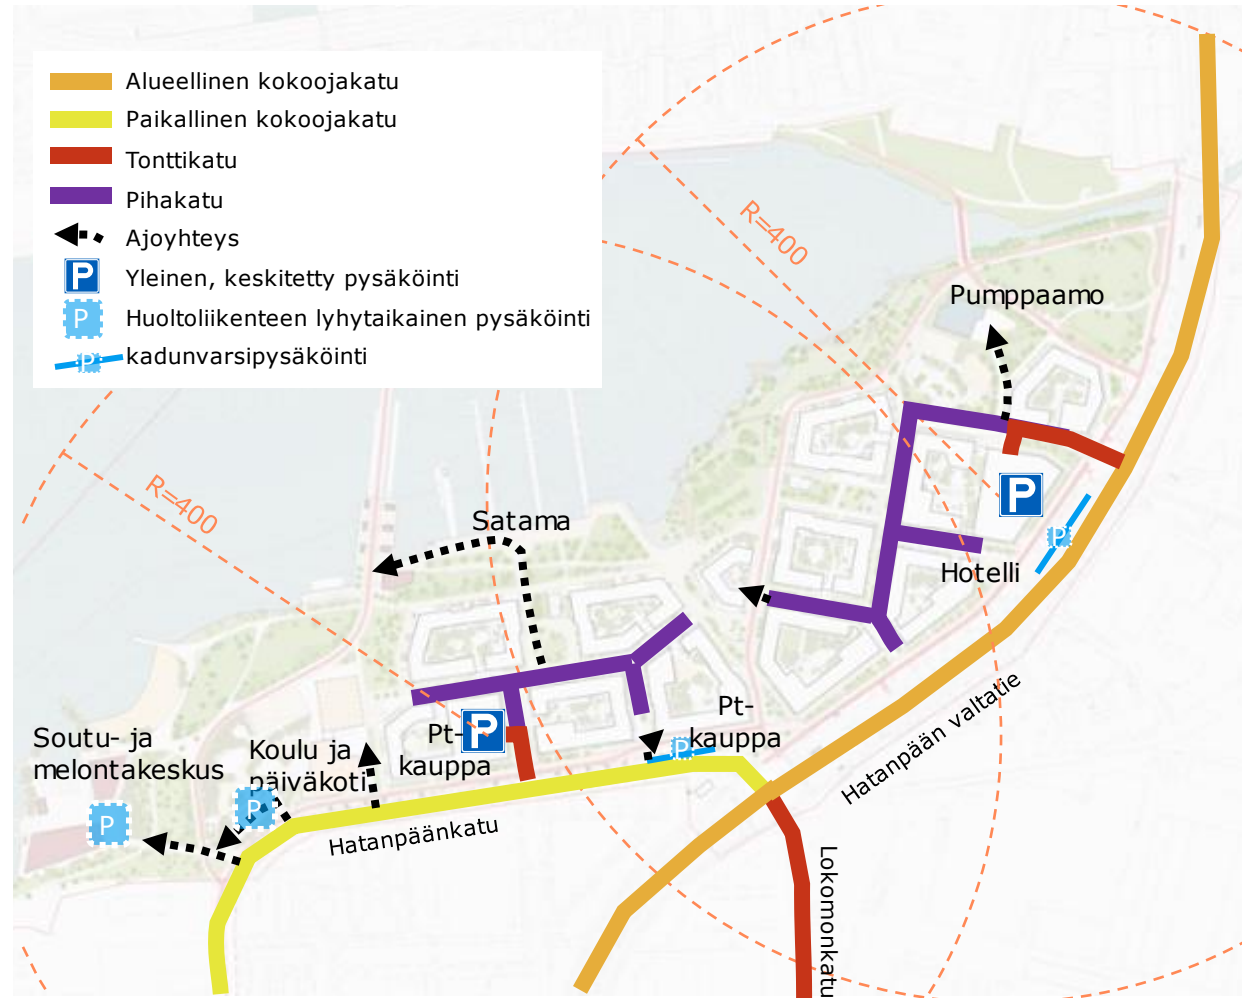 Alueellinen kokoojakatu
Paikallinen kokoojakatu
Tonttikatu
Pihakatu
Ajoyhteys
P Yleinen, keskitetty pysäköinti
P Huoltoliikenteen lyhytaikainen pysäköinti
P kadunvarsipysäköinti
R=400
Pumppaamo
R=400
P
Satama
P
Hotelli
Pt-
kauppa
P
P
Pt-
kauppa
Hatanpään valtatie
Soutu- ja
melontakeskus
P
Koulu ja
päiväkoti
P
Hatanpäänkatu
Lokomonkatu